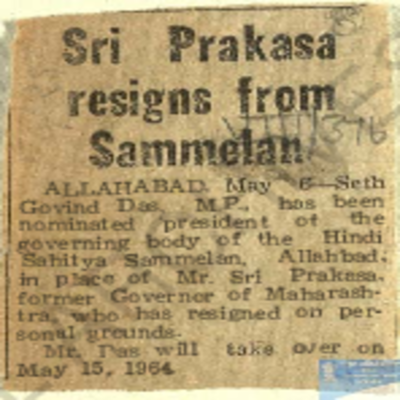 Sri Prakasa
resigns from
Sammelan
ALLAHABAD, May 6—Seth
Govind Das, M.P., has been
nominated president of the
governing body of the Hindi
Sahitya Sammelan, Allahbad,
in place of Mr. Sri Prakasa,
former Governor of Maharash-
tra, who has resigned on per-
sonal grounds.
Mr. Das will take over on
May 15, 1964